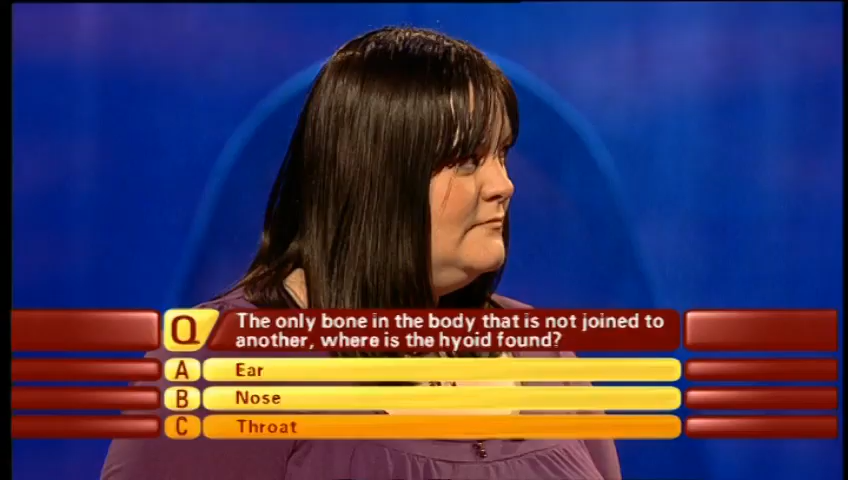 Q
The only bone in the body that is not joined to
another, where is the hyoid found?
A Ear
B Nose
C Throat